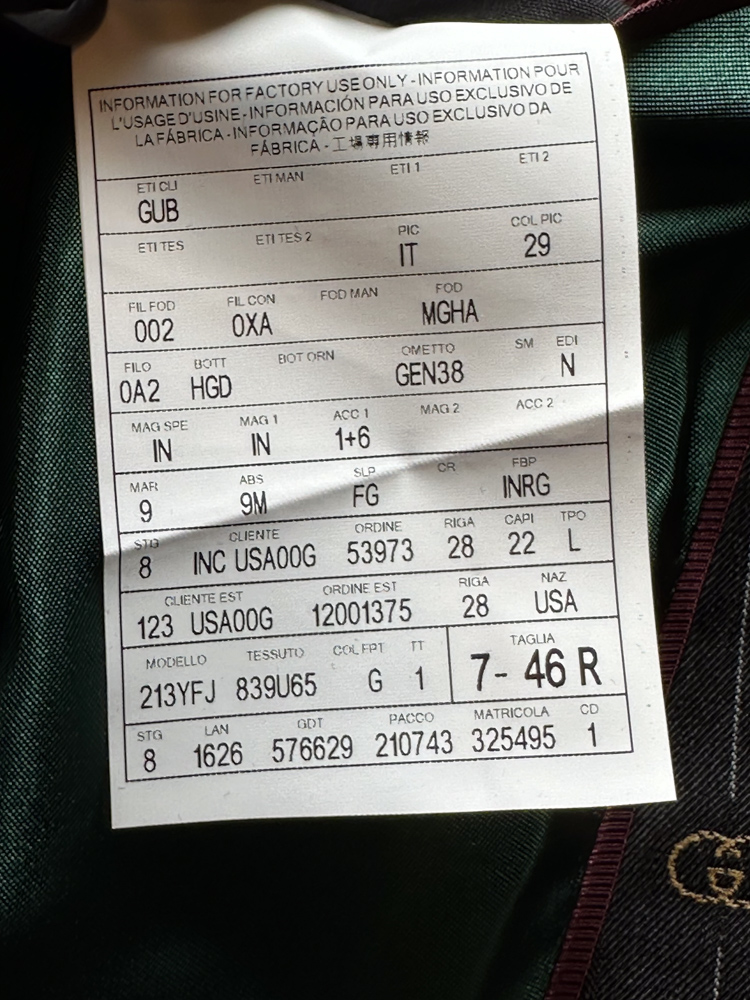 INFORMATION FOR FACTORY USE ONLY - INFORMATION POUR
L'USAGE D'USINE - INFORMACIÓN PARA USO EXCLUSIVO DE
LA FÁBRICA - INFORMAÇÃO PARA USO EXCLUSIVO DA
FÁBRICA - 工場専用情報
ETI CLI ETI MAN ETI 1 ETI 2
GUB
ETI TES ETI TES 2 PIC COL PIC
IT 29
FIL FOD FIL CON FOD MAN FOD
002 0XA MGHA
FILO BOTT BOT ORN OMETTO SM EDI
0A2 HGD GEN38 N
MAG SPE MAG 1 ACC 1 MAG 2 ACC 2
IN IN 1+6
MAR ABS SLP CR FBP
9 9M FG INRG
STG CLIENTE ORDINE RIGA CAPI TPO
8 INC USA00G 53973 28 22 L
CLIENTE EST ORDINE EST RIGA NAZ
123 USA00G 12001375 28 USA
MODELLO TESSUTO COL FPT TT TAGLIA
213YFJ 839U65 G 1 7- 46 R
STG LAN GDT PACCO MATRICOLA CD
8 1626 576629 210743 325495 1